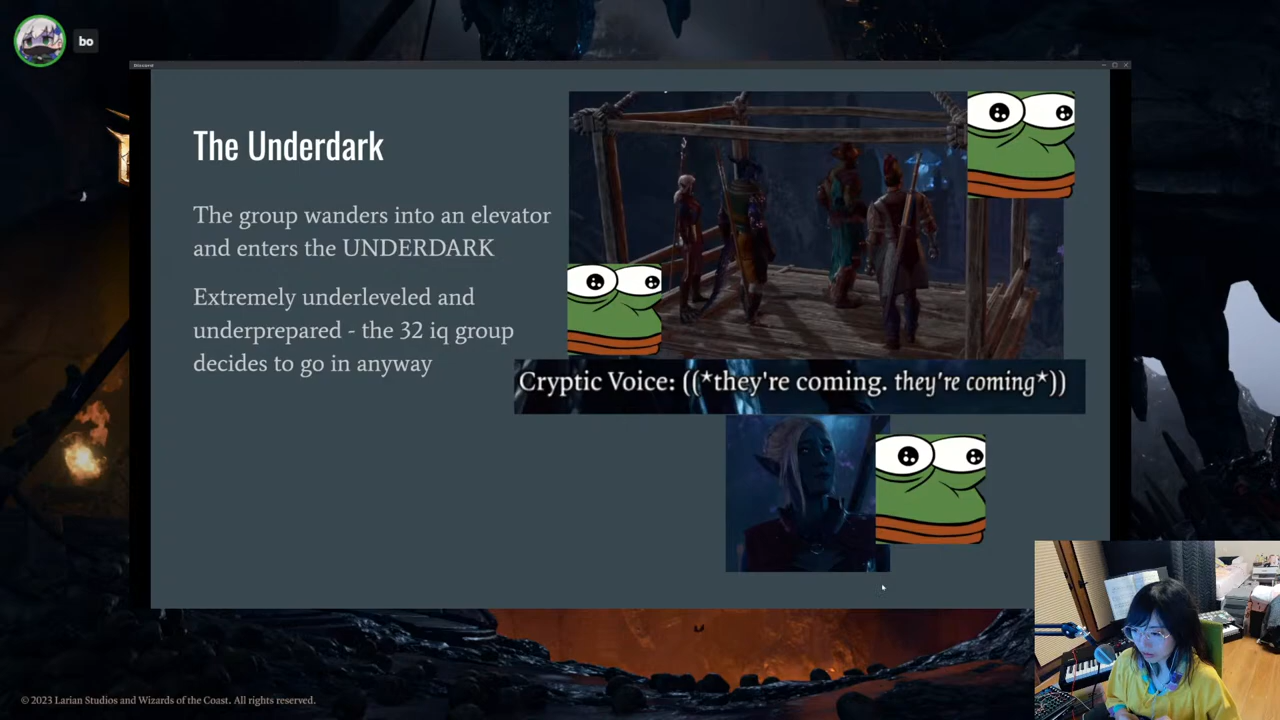 bo
Discord
The Underdark
The group wanders into an elevator
and enters the UNDERDARK
Extremely underleveled and
underprepared - the 32 iq group
decides to go in anyway
Cryptic Voice: ((*they're coming. they're coming*))
© 2023 Larian Studios and Wizards of the Coast. All rights reserved.